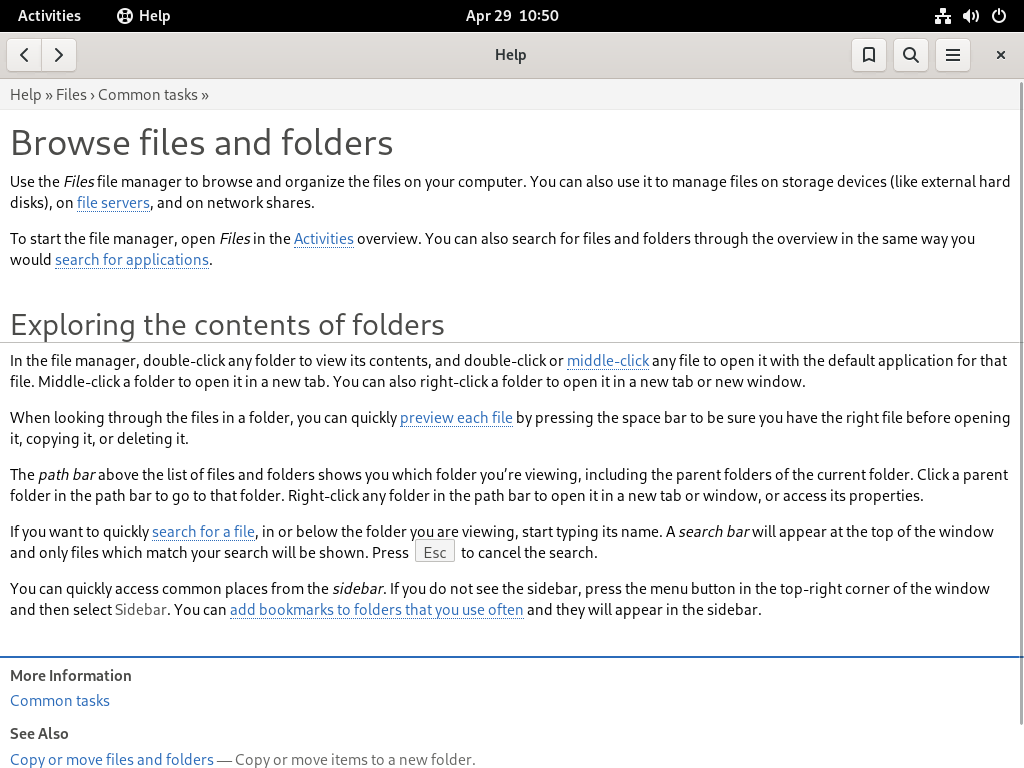 Activities Help Apr 29 10:50
Help
Help » Files › Common tasks »
Browse files and folders
Use the Files file manager to browse and organize the files on your computer. You can also use it to manage files on storage devices (like external hard
disks), on file servers, and on network shares.
To start the file manager, open Files in the Activities overview. You can also search for files and folders through the overview in the same way you
would search for applications.
Exploring the contents of folders
In the file manager, double-click any folder to view its contents, and double-click or middle-click any file to open it with the default application for that
file. Middle-click a folder to open it in a new tab. You can also right-click a folder to open it in a new tab or new window.
When looking through the files in a folder, you can quickly preview each file by pressing the space bar to be sure you have the right file before opening
it, copying it, or deleting it.
The path bar above the list of files and folders shows you which folder you’re viewing, including the parent folders of the current folder. Click a parent
folder in the path bar to go to that folder. Right-click any folder in the path bar to open it in a new tab or window, or access its properties.
If you want to quickly search for a file, in or below the folder you are viewing, start typing its name. A search bar will appear at the top of the window
and only files which match your search will be shown. Press Esc to cancel the search.
You can quickly access common places from the sidebar. If you do not see the sidebar, press the menu button in the top-right corner of the window
and then select Sidebar. You can add bookmarks to folders that you use often and they will appear in the sidebar.
More Information
Common tasks
See Also
Copy or move files and folders — Copy or move items to a new folder.